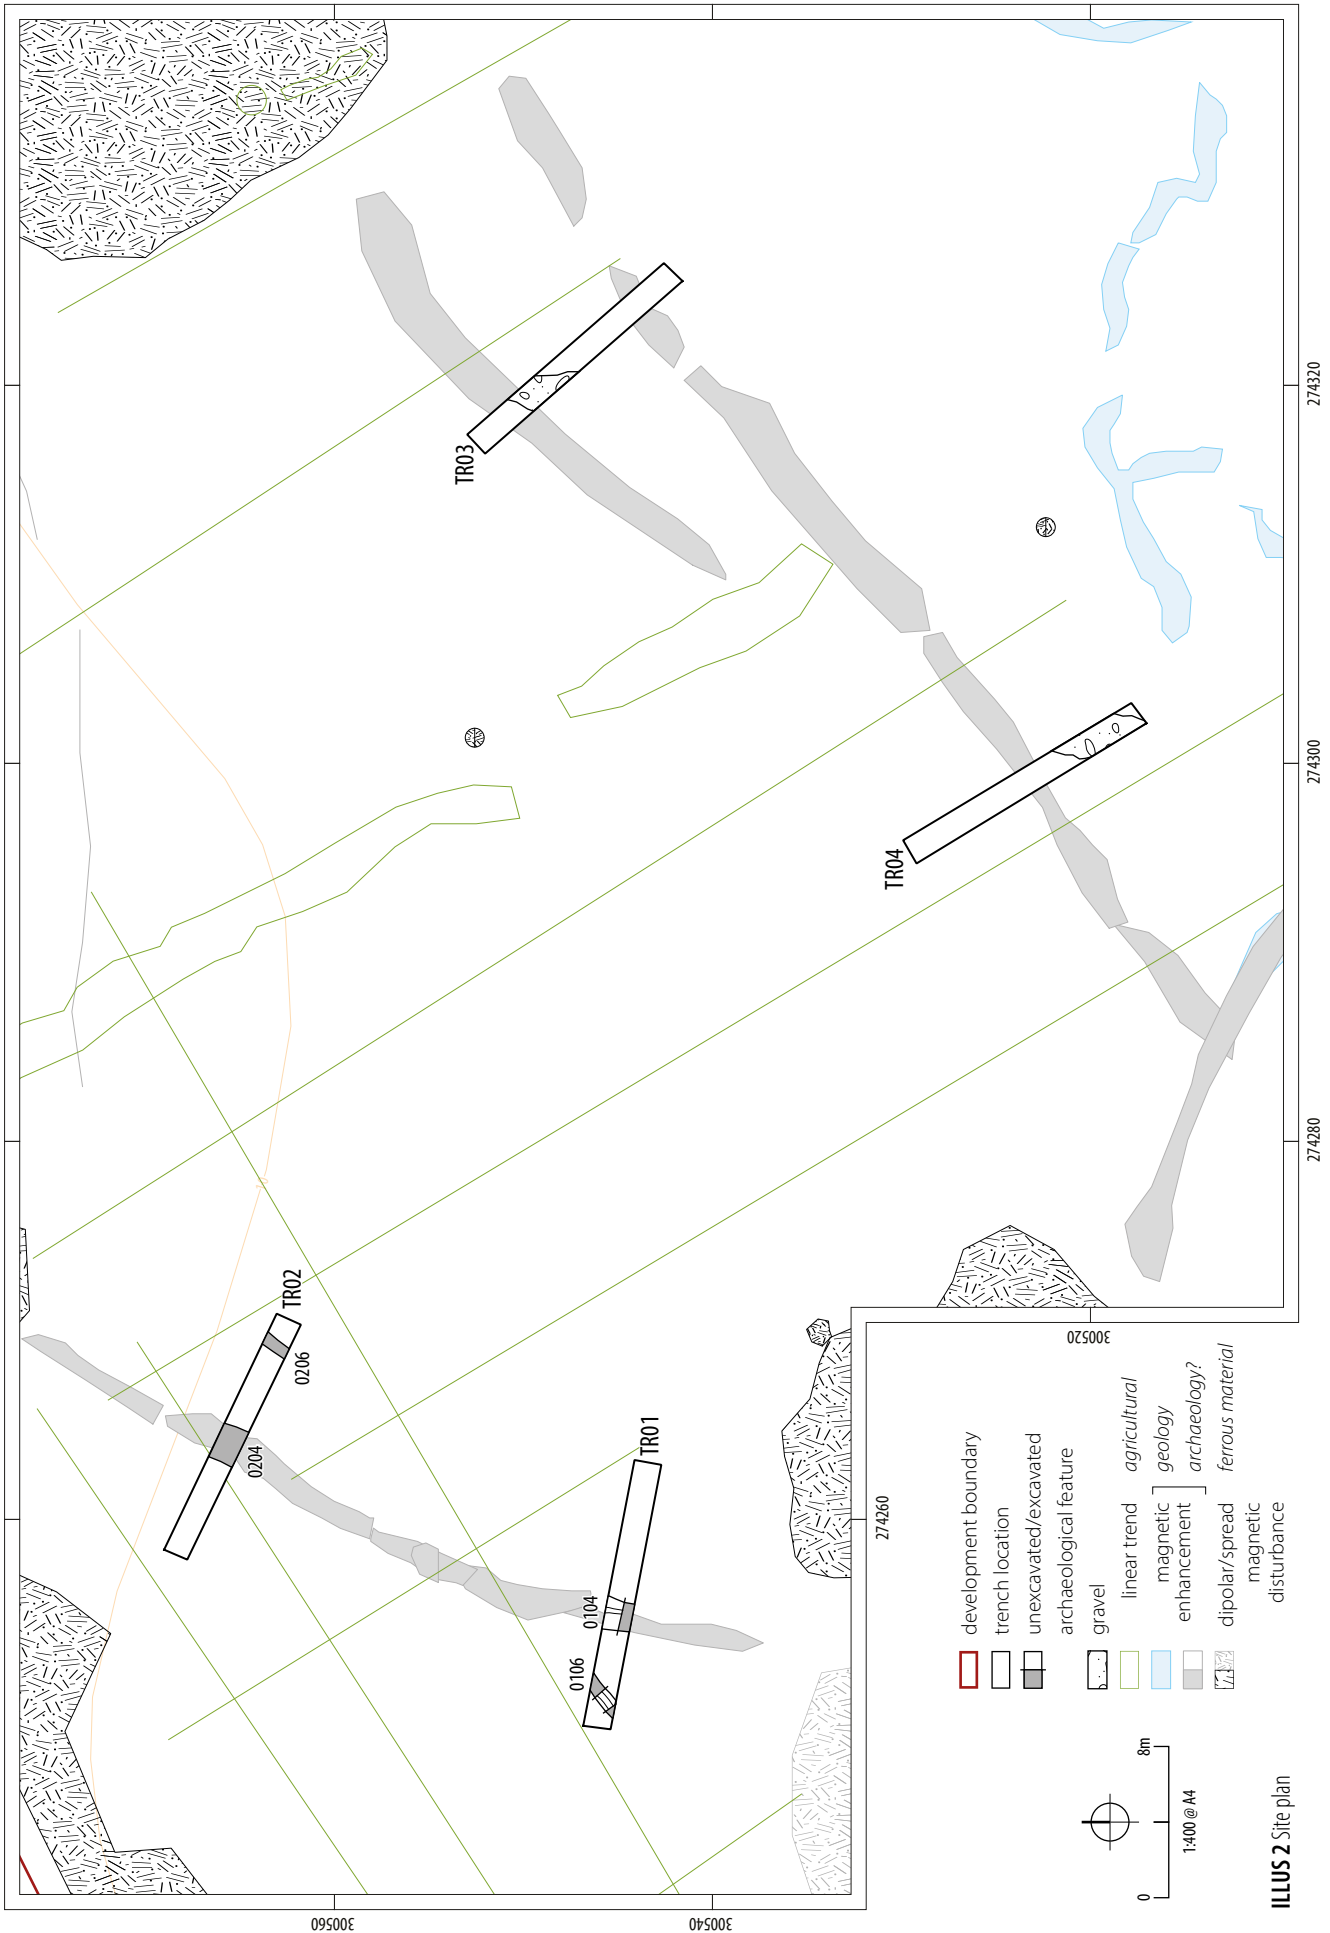 TR03
TR04
TR02
0206
0204
TR01
0104
0106
274320
274300
274280
274260
300560
300540
300520
development boundary
trench location
unexcavated/excavated
archaeological feature
gravel
linear trend agricultural
magnetic geology
enhancement archaeology?
dipolar/spread ferrous material
magnetic
disturbance
0 8m
1:400 @ A4
ILLUS 2 Site plan